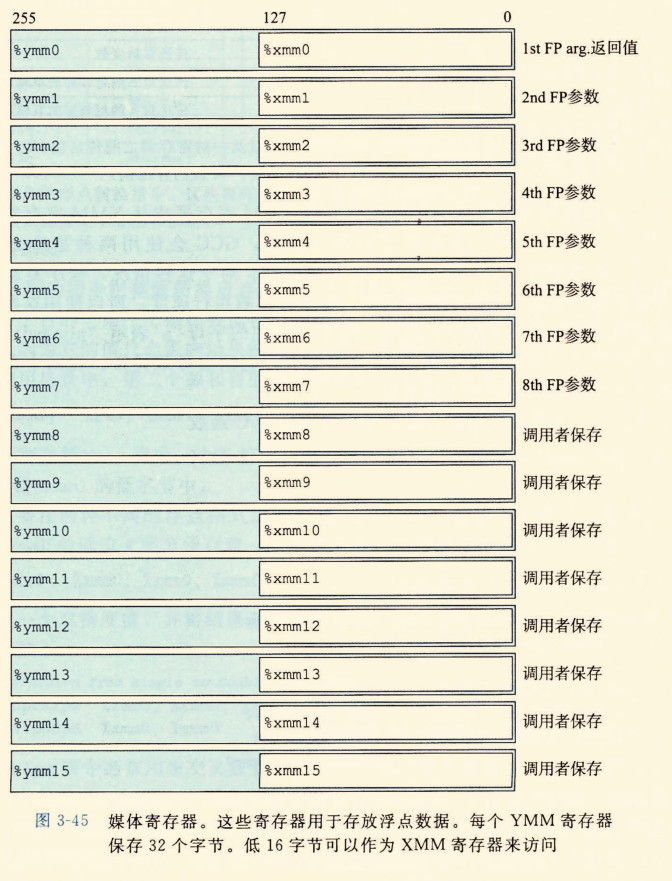 255 127 0
%ymm0 %xmm0 1st FP arg.返回值
%ymm1 %xmm1 2nd FP参数
%ymm2 %xmm2 3rd FP参数
%ymm3 %xmm3 4th FP参数
%ymm4 %xmm4 5th FP参数
%ymm5 %xmm5 6th FP参数
%ymm6 %xmm6 7th FP参数
%ymm7 %xmm7 8th FP参数
%ymm8 %xmm8 调用者保存
%ymm9 %xmm9 调用者保存
%ymm10 %xmm10 调用者保存
%ymm11 %xmm11 调用者保存
%ymm12 %xmm12 调用者保存
%ymm13 %xmm13 调用者保存
%ymm14 %xmm14 调用者保存
%ymm15 %xmm15 调用者保存
图 3-45 媒体寄存器。这些寄存器用于存放浮点数据。每个 YMM 寄存器
保存 32 个字节。低 16 字节可以作为 XMM 寄存器来访问